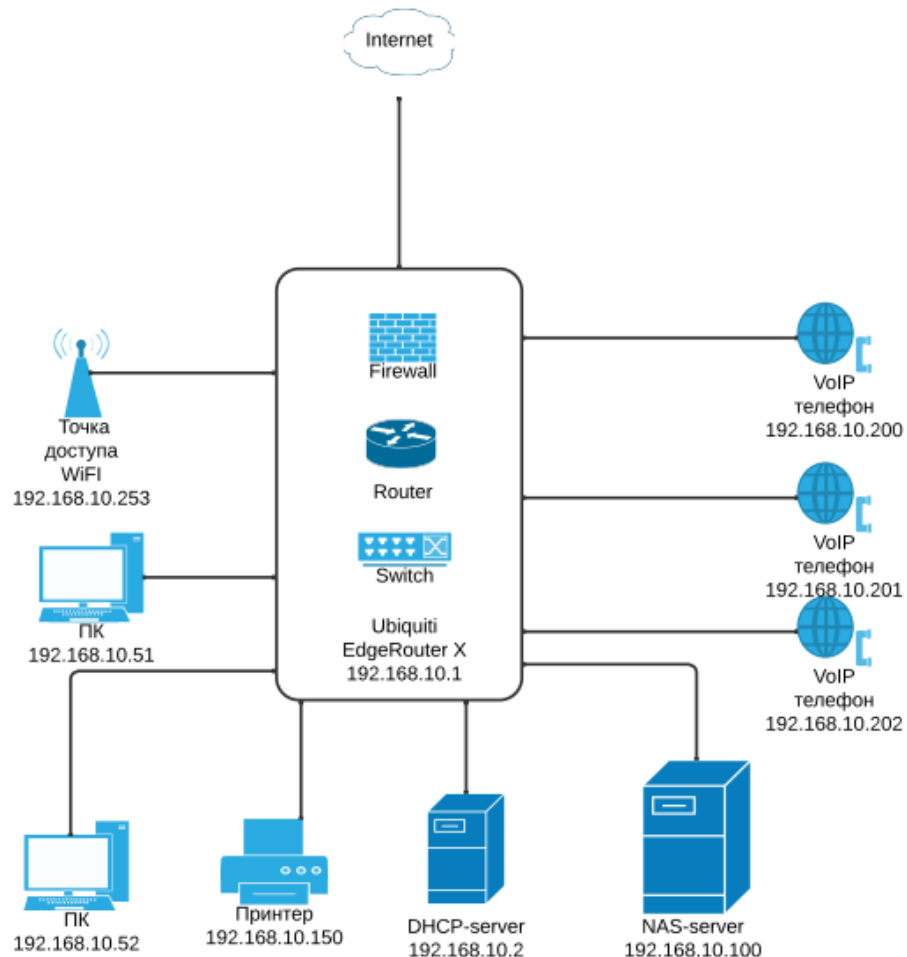 Internet
Firewall
Router
Switch
Ubiquiti
EdgeRouter X
192.168.10.1
Точка
доступа
WiFI
192.168.10.253
ПК
192.168.10.51
ПК
192.168.10.52
Принтер
192.168.10.150
DHCP-server
192.168.10.2
NAS-server
192.168.10.100
VoIP
телефон
192.168.10.200
VoIP
телефон
192.168.10.201
VoIP
телефон
192.168.10.202